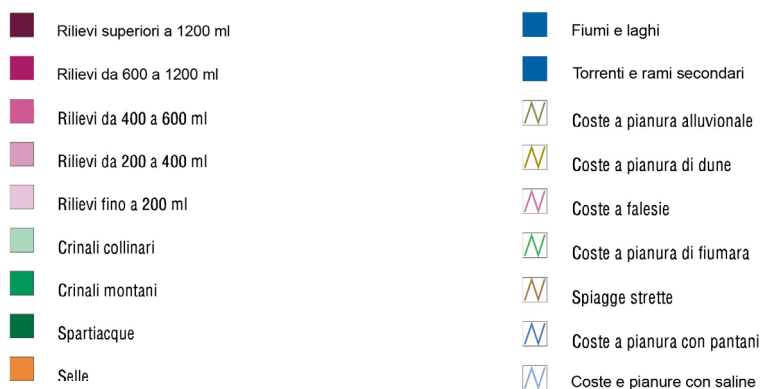 Rilievi superiori a 1200 ml
Rilievi da 600 a 1200 ml
Rilievi da 400 a 600 ml
Rilievi da 200 a 400 ml
Rilievi fino a 200 ml
Crinali collinari
Crinali montani
Spartiacque
Selle
Fiumi e laghi
Torrenti e rami secondari
Coste a pianura alluvionale
Coste a pianura di dune
Coste a falesie
Coste a pianura di fiumara
Spiagge strette
Coste a pianura con pantani
Coste e pianure con saline